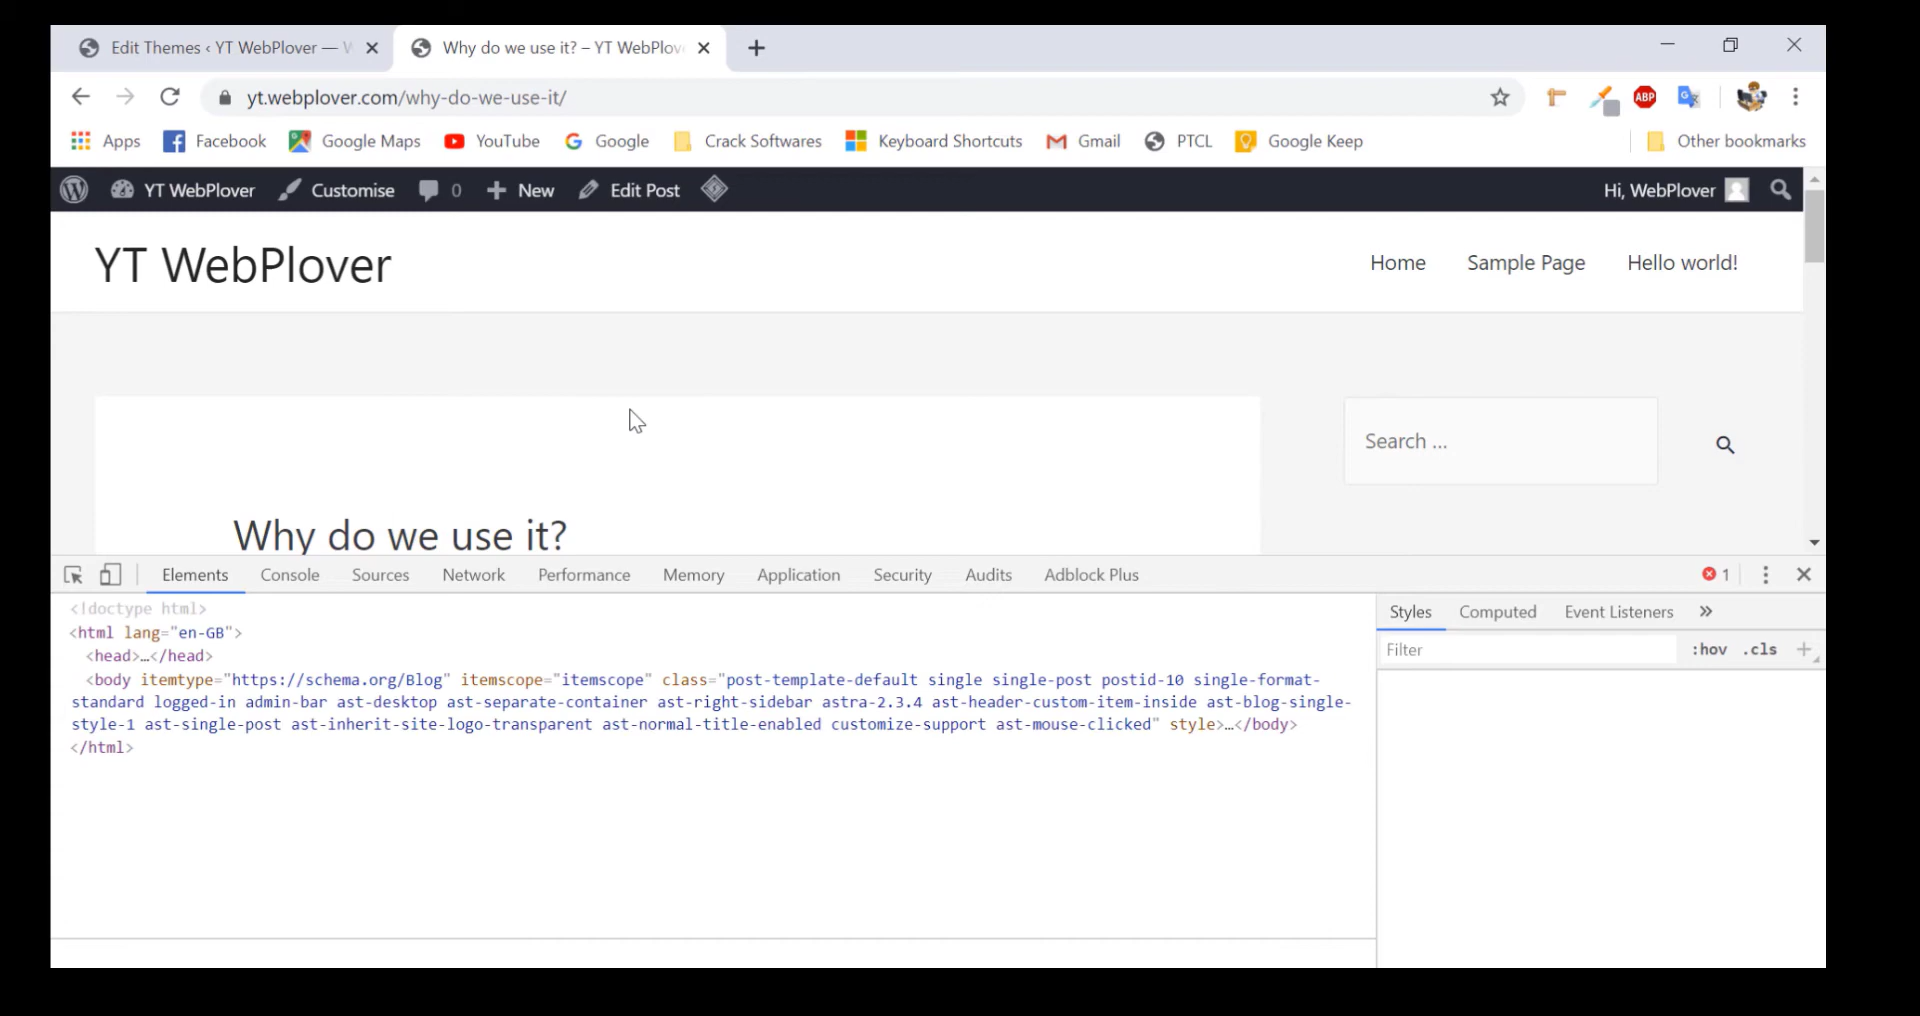 Edit Themes ‹ YT WebPlover —
Why do we use it? – YT WebPlov
yt.webplover.com/why-do-we-use-it/
ABP
Apps Facebook Google Maps YouTube Google Crack Softwares Keyboard Shortcuts Gmail PTCL Google Keep Other bookmarks
YT WebPlover Customise 0 New Edit Post Hi, WebPlover
YT WebPlover
Home Sample Page Hello world!
Search ...
Why do we use it?
Elements Console Sources Network Performance Memory Application Security Audits Adblock Plus 1
<!doctype html>
<html lang="en-GB">
<head>…</head>
<body itemtype="https://schema.org/Blog" itemscope="itemscope" class="post-template-default single single-post postid-10 single-format-
standard logged-in admin-bar ast-desktop ast-separate-container ast-right-sidebar astra-2.3.4 ast-header-custom-item-inside ast-blog-single-
style-1 ast-single-post ast-inherit-site-logo-transparent ast-normal-title-enabled customize-support ast-mouse-clicked" style>…</body>
</html>
Styles Computed Event Listeners »
Filter :hov .cls +